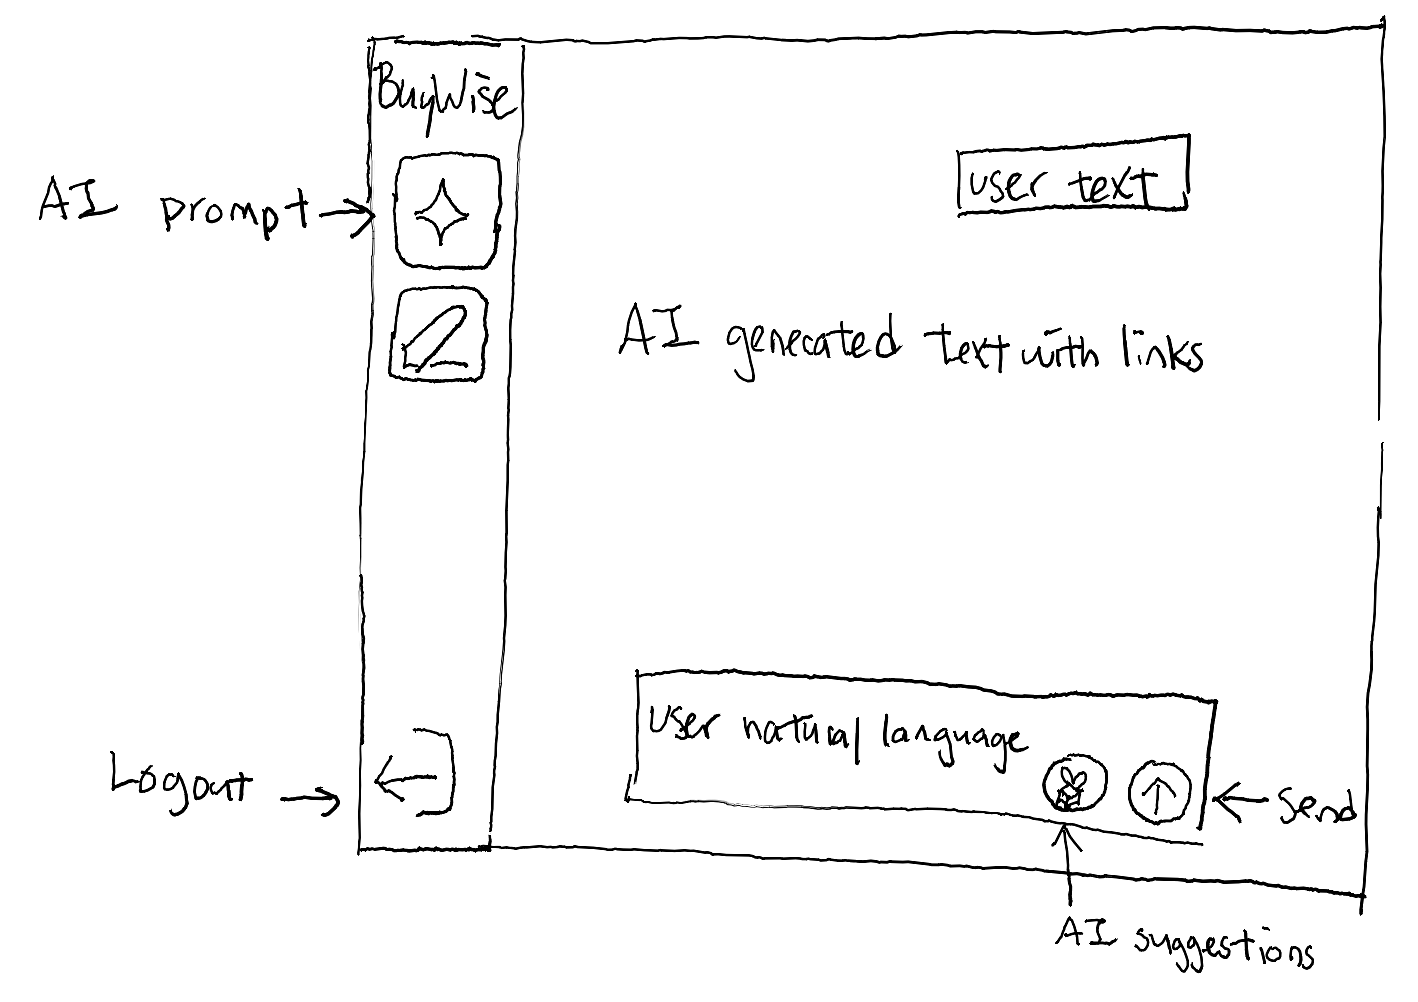 BuyWise
AI prompt
user text
AI generated text with links
user natural language
Logout
Send
AI suggestions